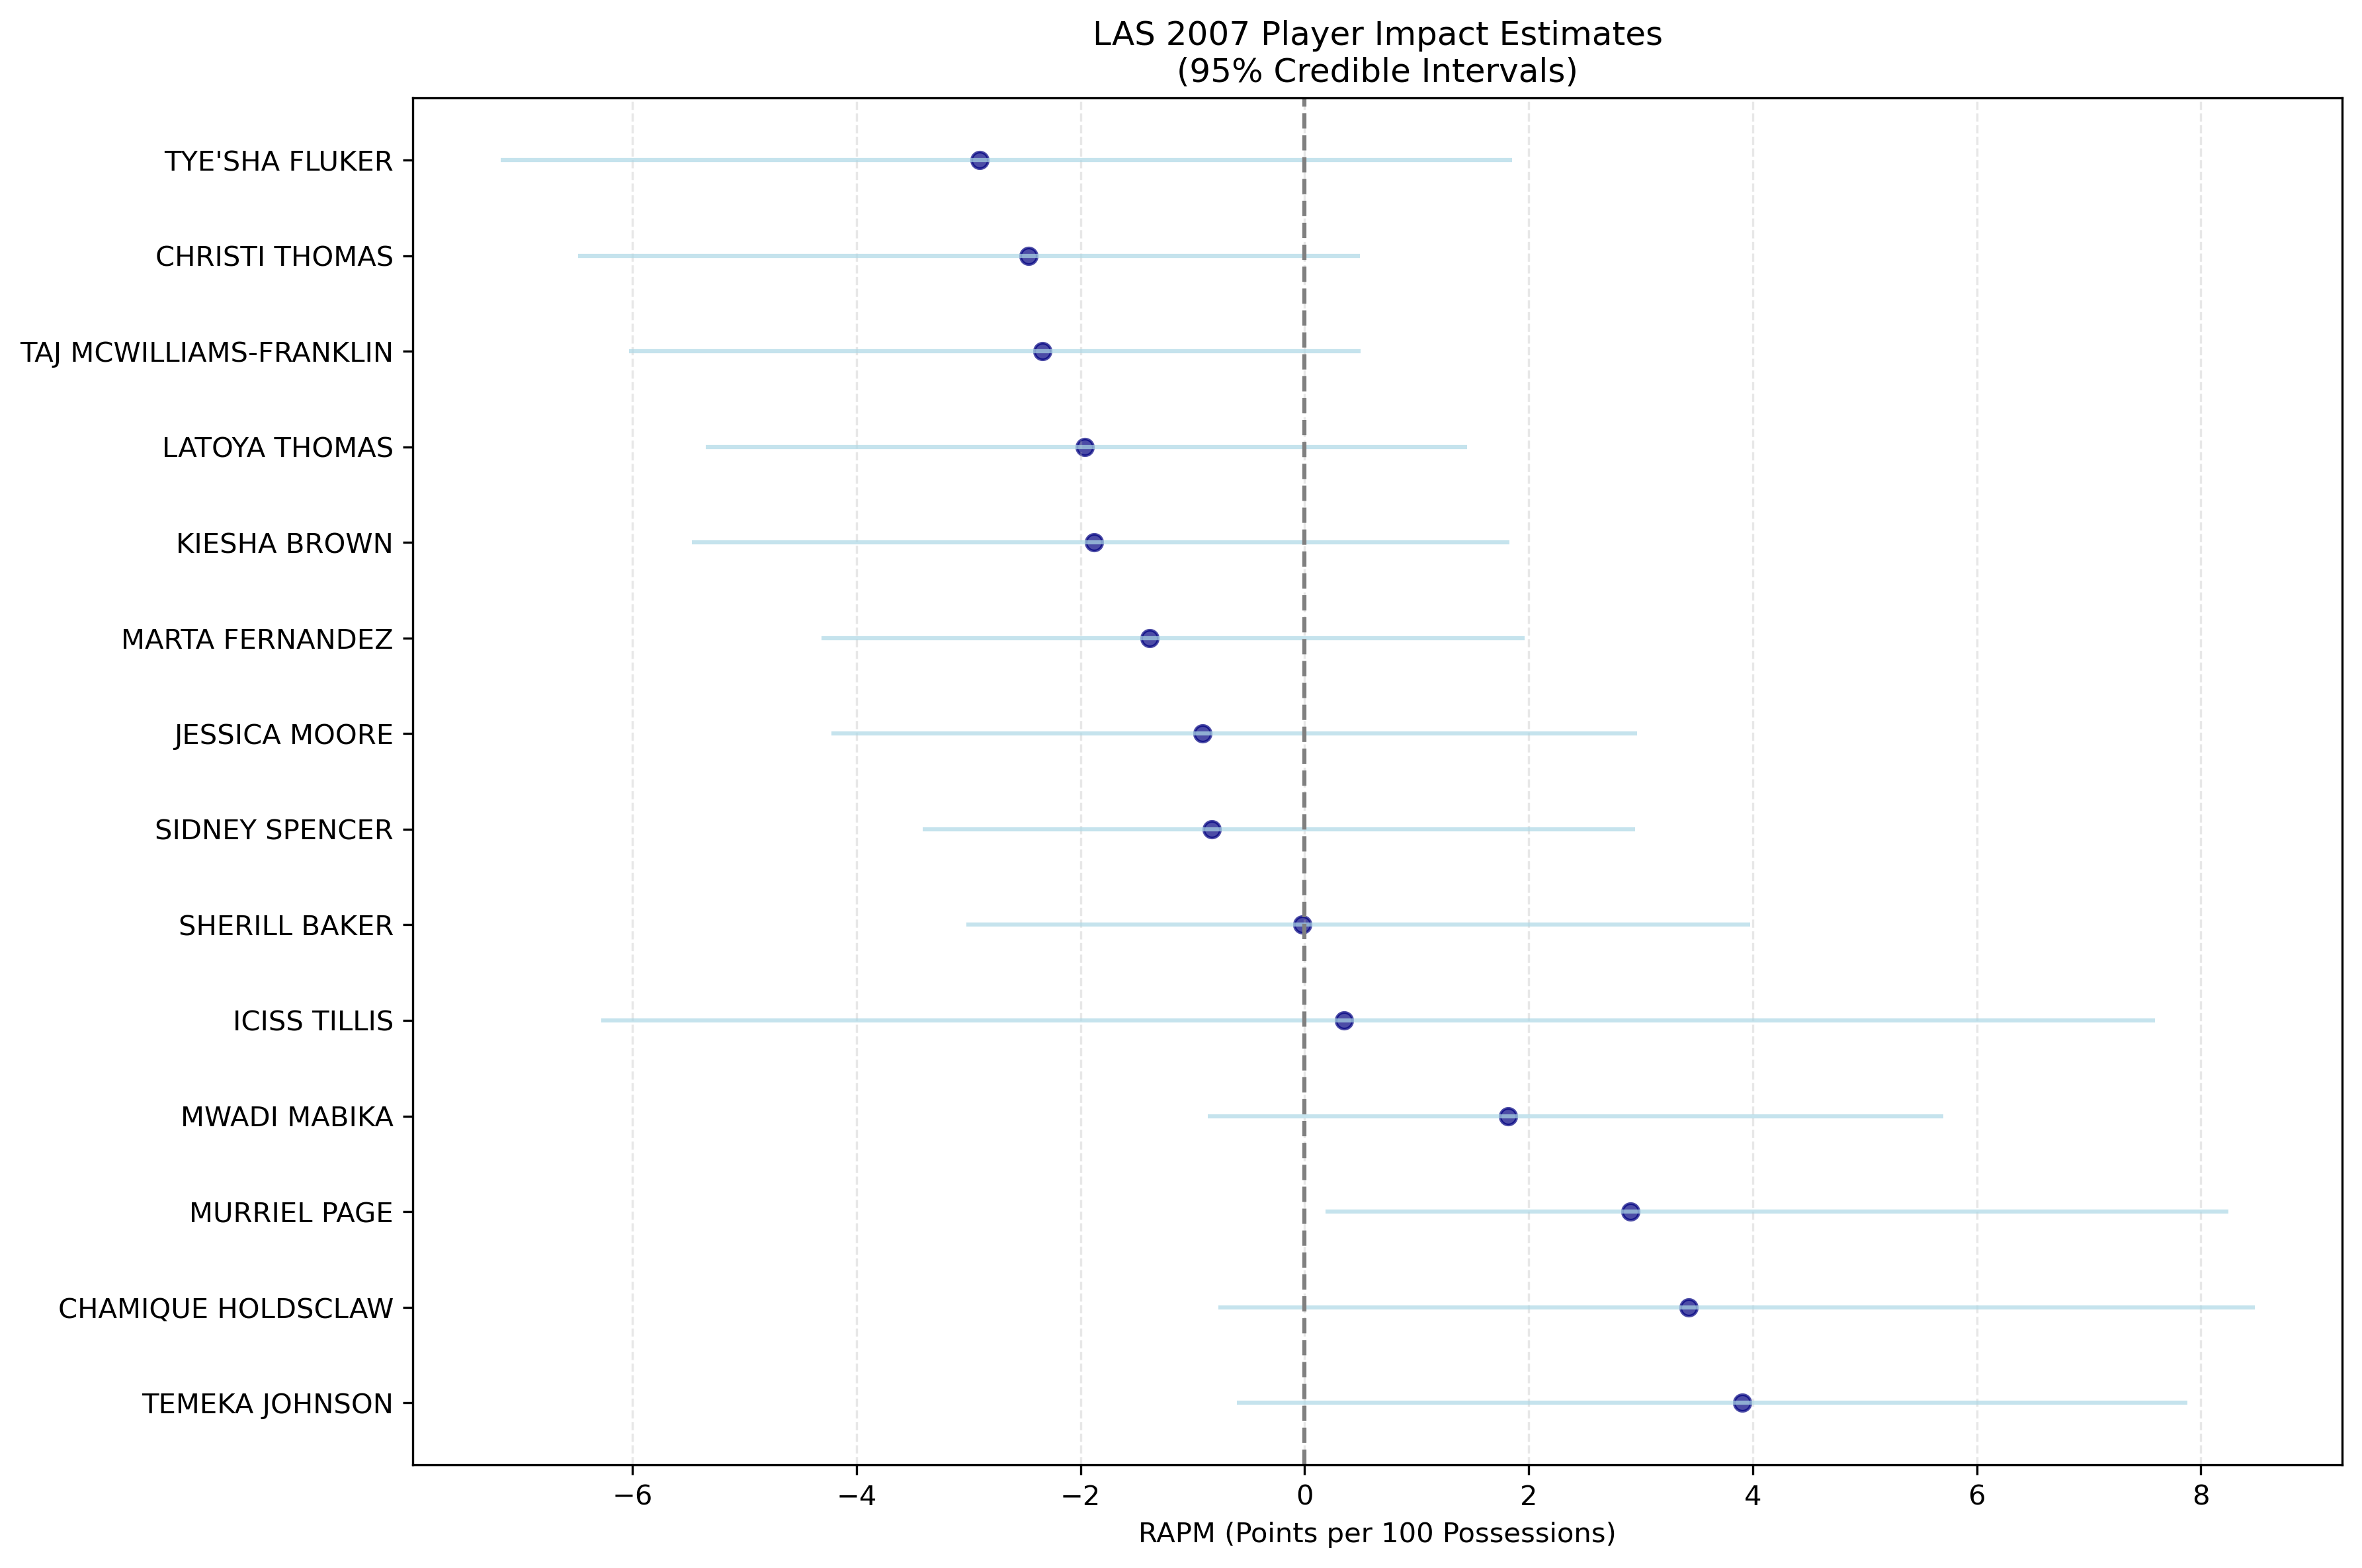 LAS 2007 Player Impact Estimates
(95% Credible Intervals)
TYE'SHA FLUKER
CHRISTI THOMAS
TAJ MCWILLIAMS-FRANKLIN
LATOYA THOMAS
KIESHA BROWN
MARTA FERNANDEZ
JESSICA MOORE
SIDNEY SPENCER
SHERILL BAKER
ICISS TILLIS
MWADI MABIKA
MURRIEL PAGE
CHAMIQUE HOLDSCLAW
TEMEKA JOHNSON
−6 −4 −2 0 2 4 6 8
RAPM (Points per 100 Possessions)